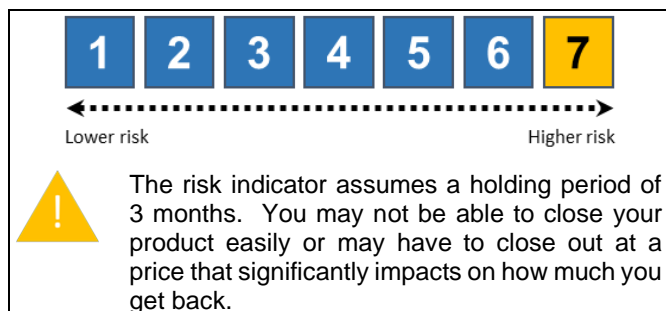 1 2 3 4 5 6 7
Lower risk Higher risk
!
The risk indicator assumes a holding period of
3 months. You may not be able to close your
product easily or may have to close out at a
price that significantly impacts on how much you
get back.